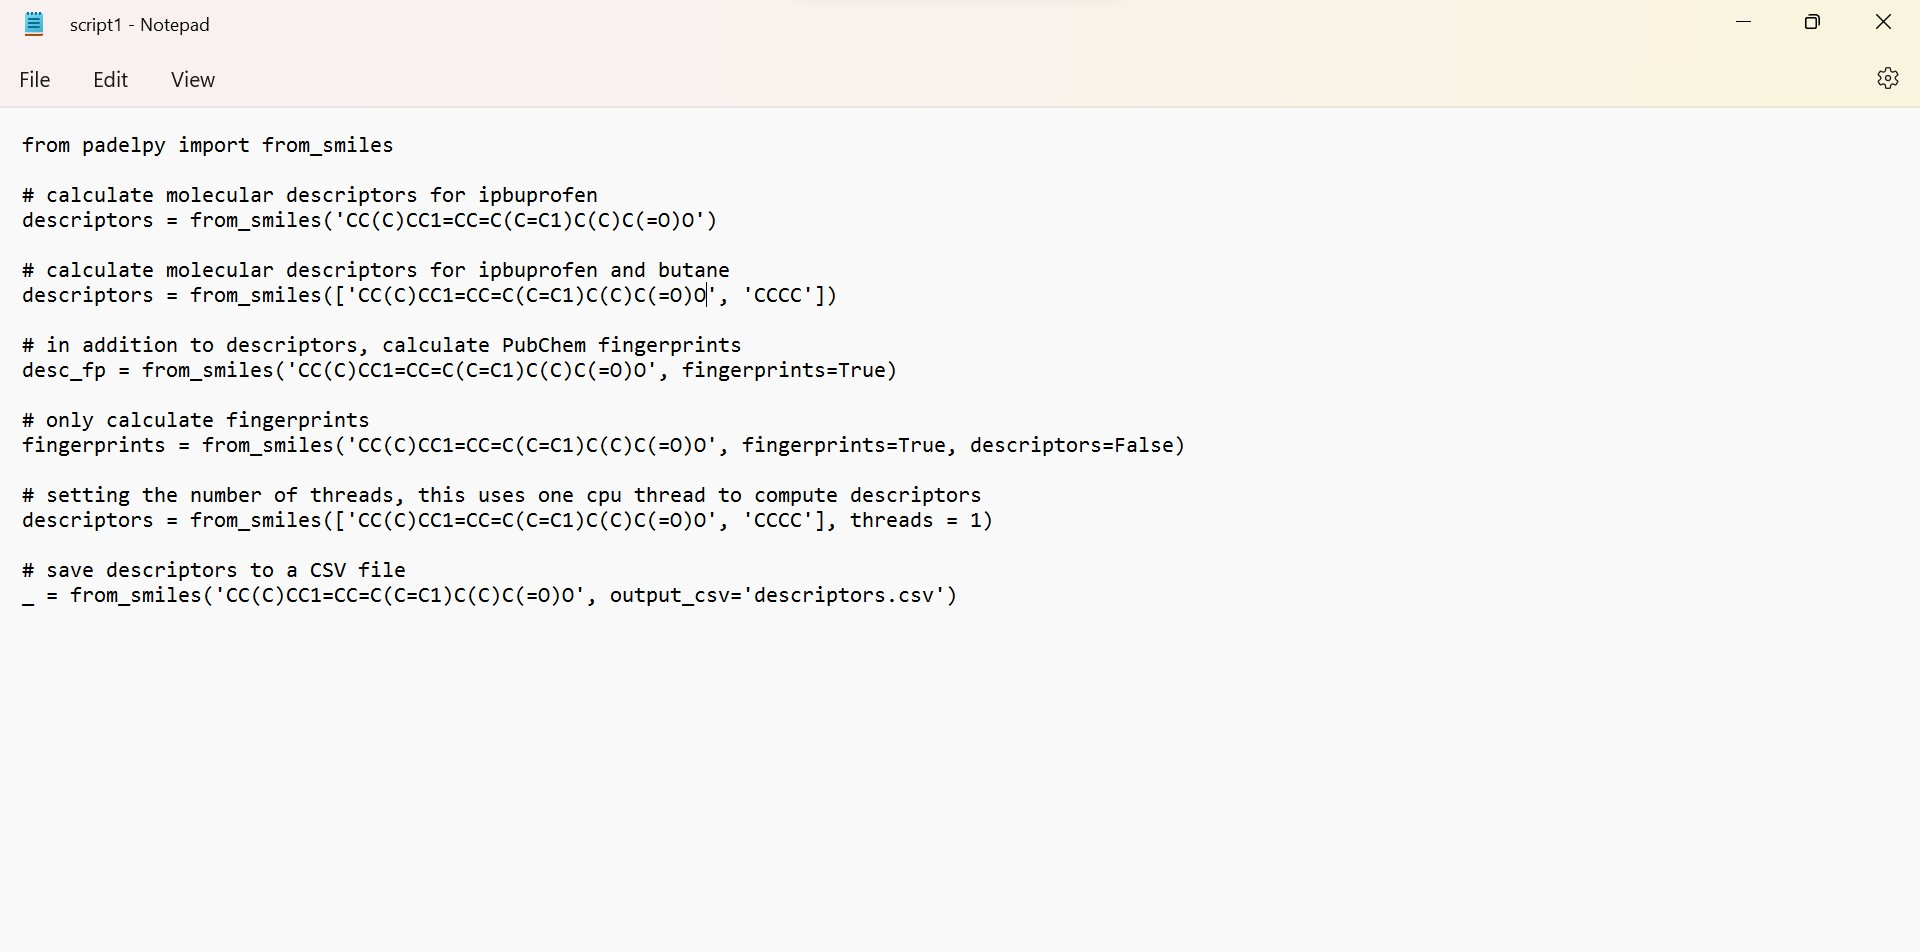 script1 - Notepad
File Edit View
from padelpy import from_smiles
# calculate molecular descriptors for ipbuprofen
descriptors = from_smiles('CC(C)CC1=CC=C(C=C1)C(C)C(=O)O')
# calculate molecular descriptors for ipbuprofen and butane
descriptors = from_smiles(['CC(C)CC1=CC=C(C=C1)C(C)C(=O)O', 'CCCC'])
# in addition to descriptors, calculate PubChem fingerprints
desc_fp = from_smiles('CC(C)CC1=CC=C(C=C1)C(C)C(=O)O', fingerprints=True)
# only calculate fingerprints
fingerprints = from_smiles('CC(C)CC1=CC=C(C=C1)C(C)C(=O)O', fingerprints=True, descriptors=False)
# setting the number of threads, this uses one cpu thread to compute descriptors
descriptors = from_smiles(['CC(C)CC1=CC=C(C=C1)C(C)C(=O)O', 'CCCC'], threads = 1)
# save descriptors to a CSV file
_ = from_smiles('CC(C)CC1=CC=C(C=C1)C(C)C(=O)O', output_csv='descriptors.csv')